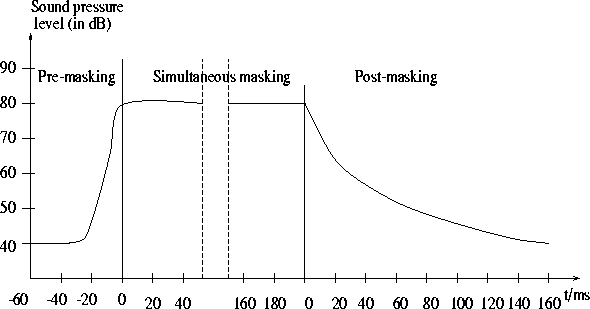 Sound pressure
level (in dB)
90
Pre-masking Simultaneous masking Post-masking
80
70
60
50
40
-60 -40 -20 0 20 40 160 180 0 20 40 60 80 100 120 140 160 t/ms